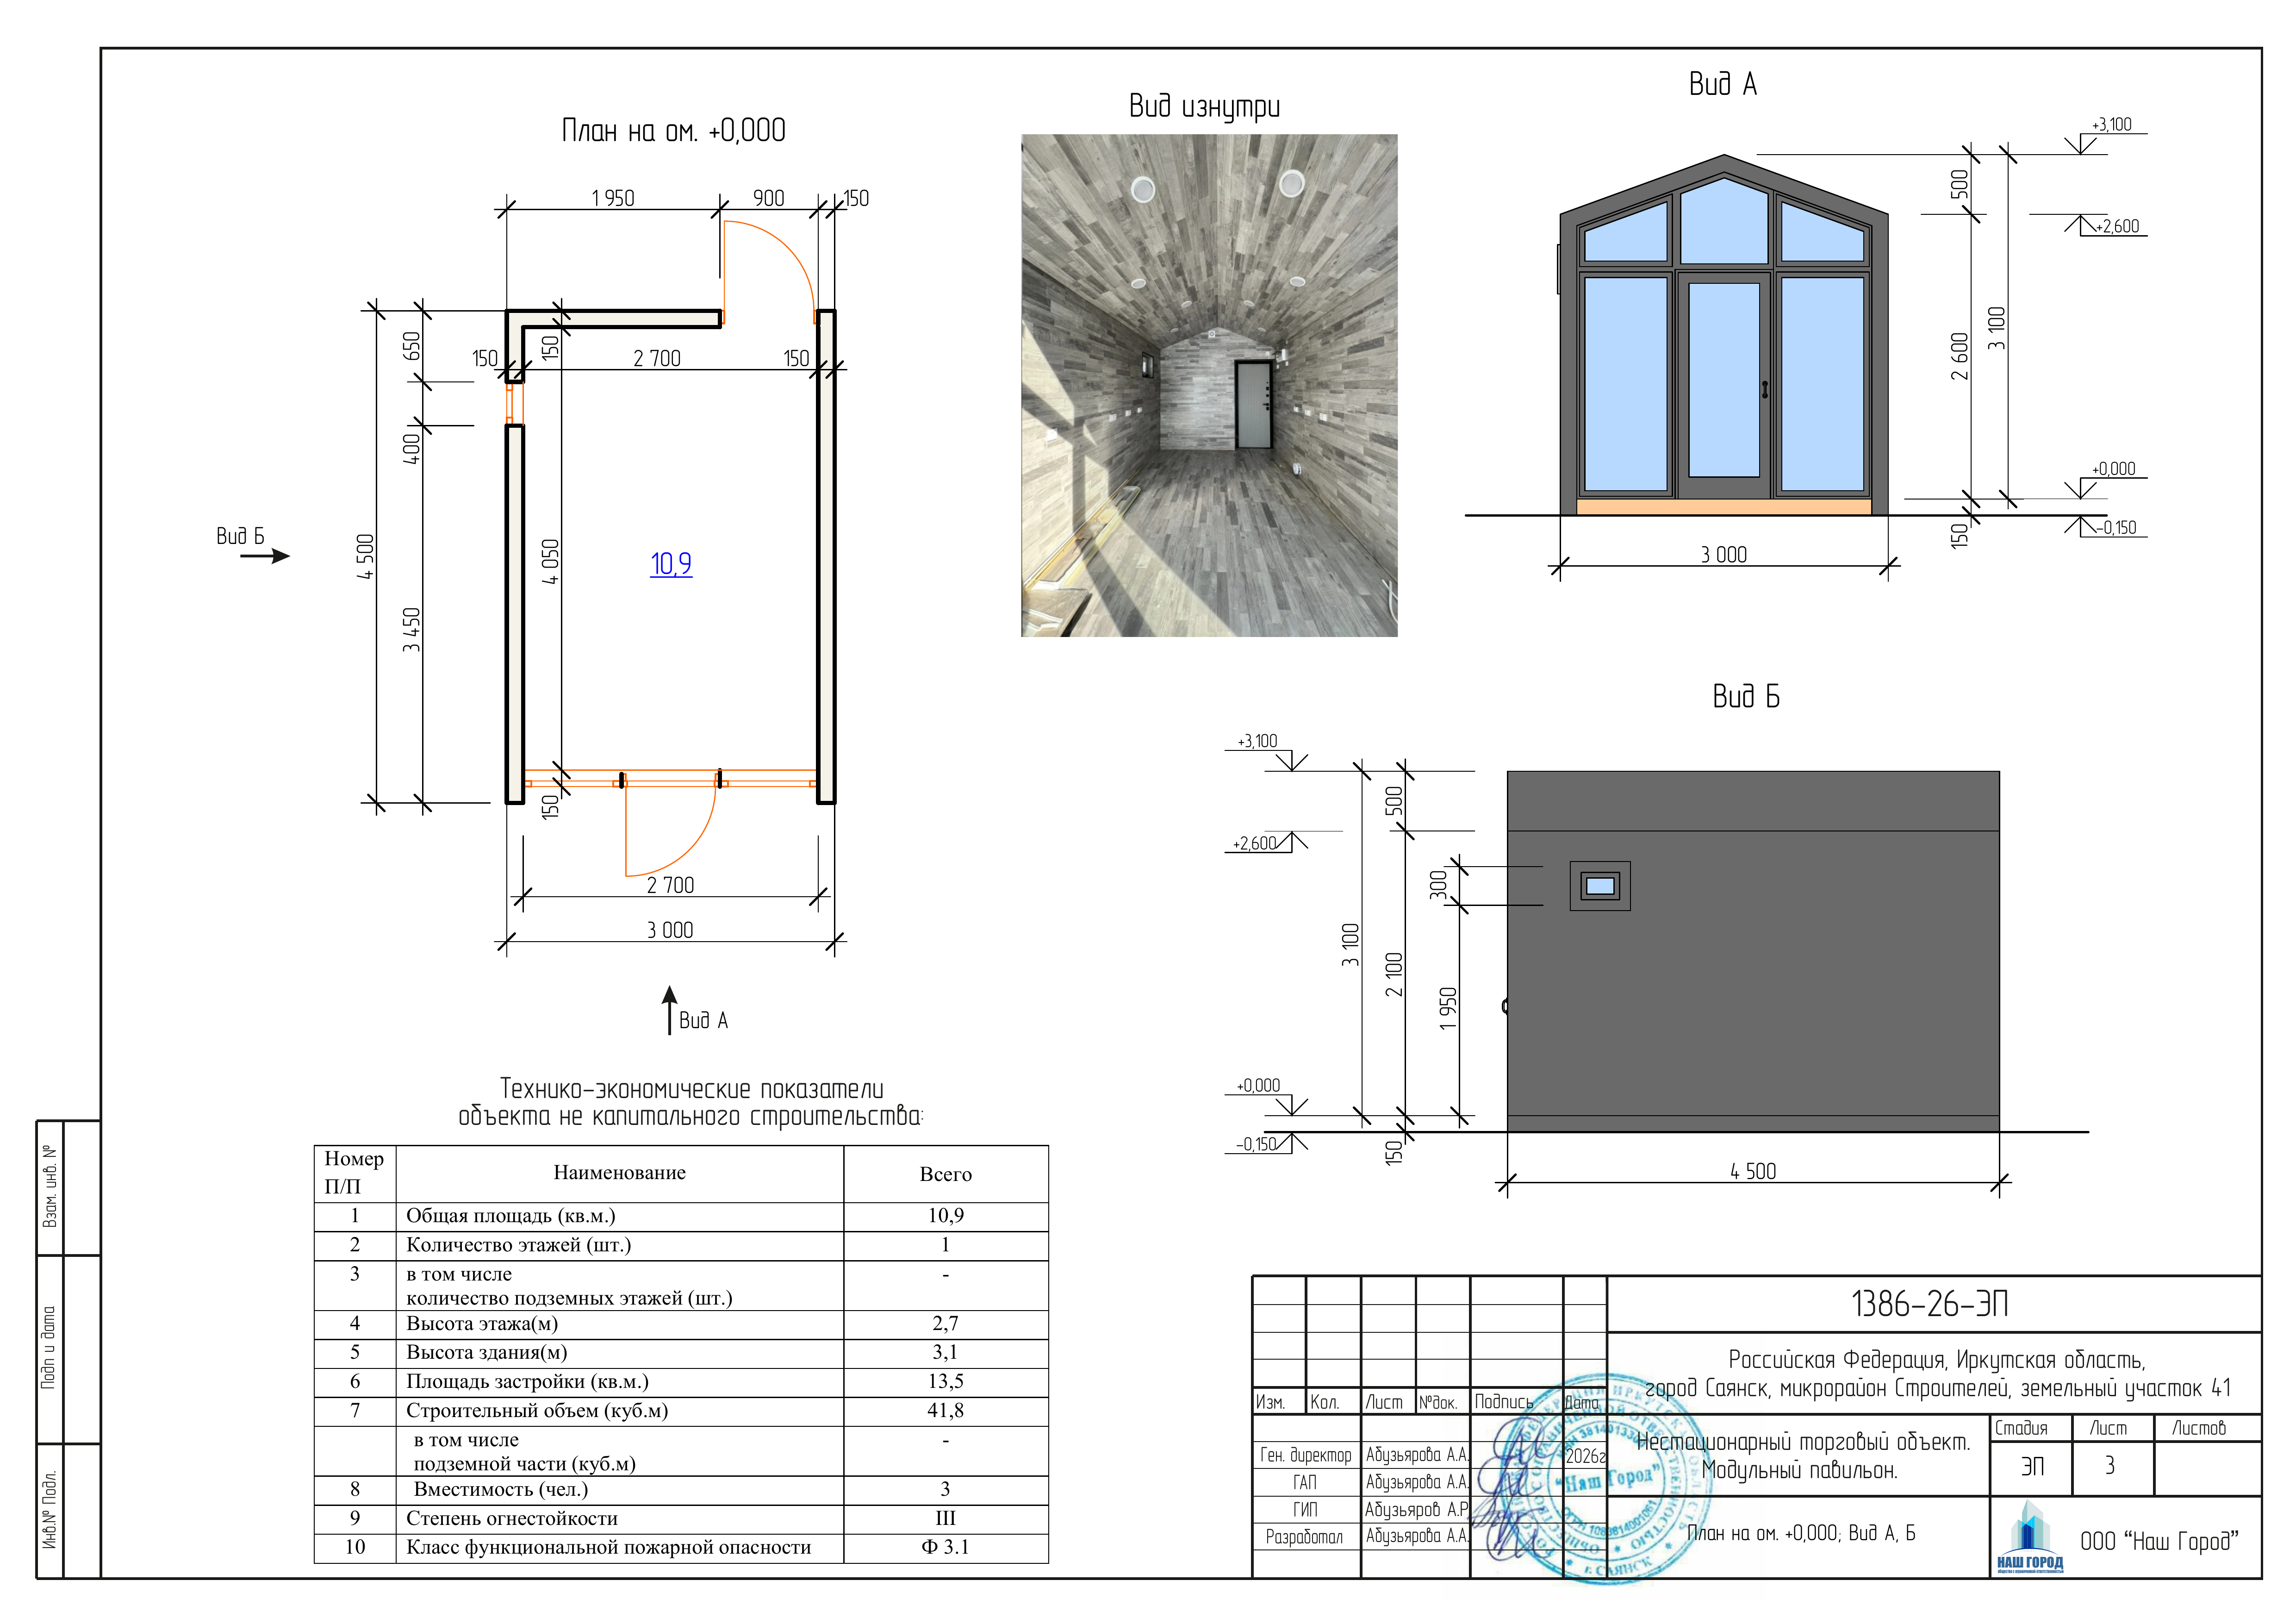 План на от. +0,000
1 950
900
150
650
150
150
2 700
150
400
4 500
4 050
3 450
Вид Б
10,9
150
2 700
3 000
Вид А
Вид изнутри
Вид А
+3,100
500
+2,600
3 100
2 600
+0,000
150
-0,150
3 000
Вид Б
+3,100
500
+2,600
300
3 100
2 100
1 950
+0,000
-0,150
150
4 500
Технико-экономические показатели
объекта не капитального строительства:
Номер П/П Наименование Всего
1 Общая площадь (кв.м.) 10,9
2 Количество этажей (шт.) 1
3 в том числе -
количество подземных этажей (шт.)
4 Высота этажа(м) 2,7
5 Высота здания(м) 3,1
6 Площадь застройки (кв.м.) 13,5
7 Строительный объем (куб.м) 41,8
в том числе -
подземной части (куб.м)
8 Вместимость (чел.) 3
9 Степень огнестойкости III
10 Класс функциональной пожарной опасности Ф 3.1
Взам. инв. №
Подп и дата
Инв.№ Подл.
1386-26-ЭП
Российская Федерация, Иркутская область,
город Саянск, микрорайон Строителей, земельный участок 41
Изм. Кол. Лист №док. Подпись Дата
Ген. директор Абузьярова А.А. 2026г
ГАП Абузьярова А.А.
ГИП Абузьяров А.Р.
Разработал Абузьярова А.А.
Нестационарный торговый объект.
Модульный павильон.
Стадия Лист Листов
ЭП 3
План на от. +0,000; Вид А, Б
НАШ ГОРОД
ООО “Наш Город”
“Наш Город”
г. САЯНСК